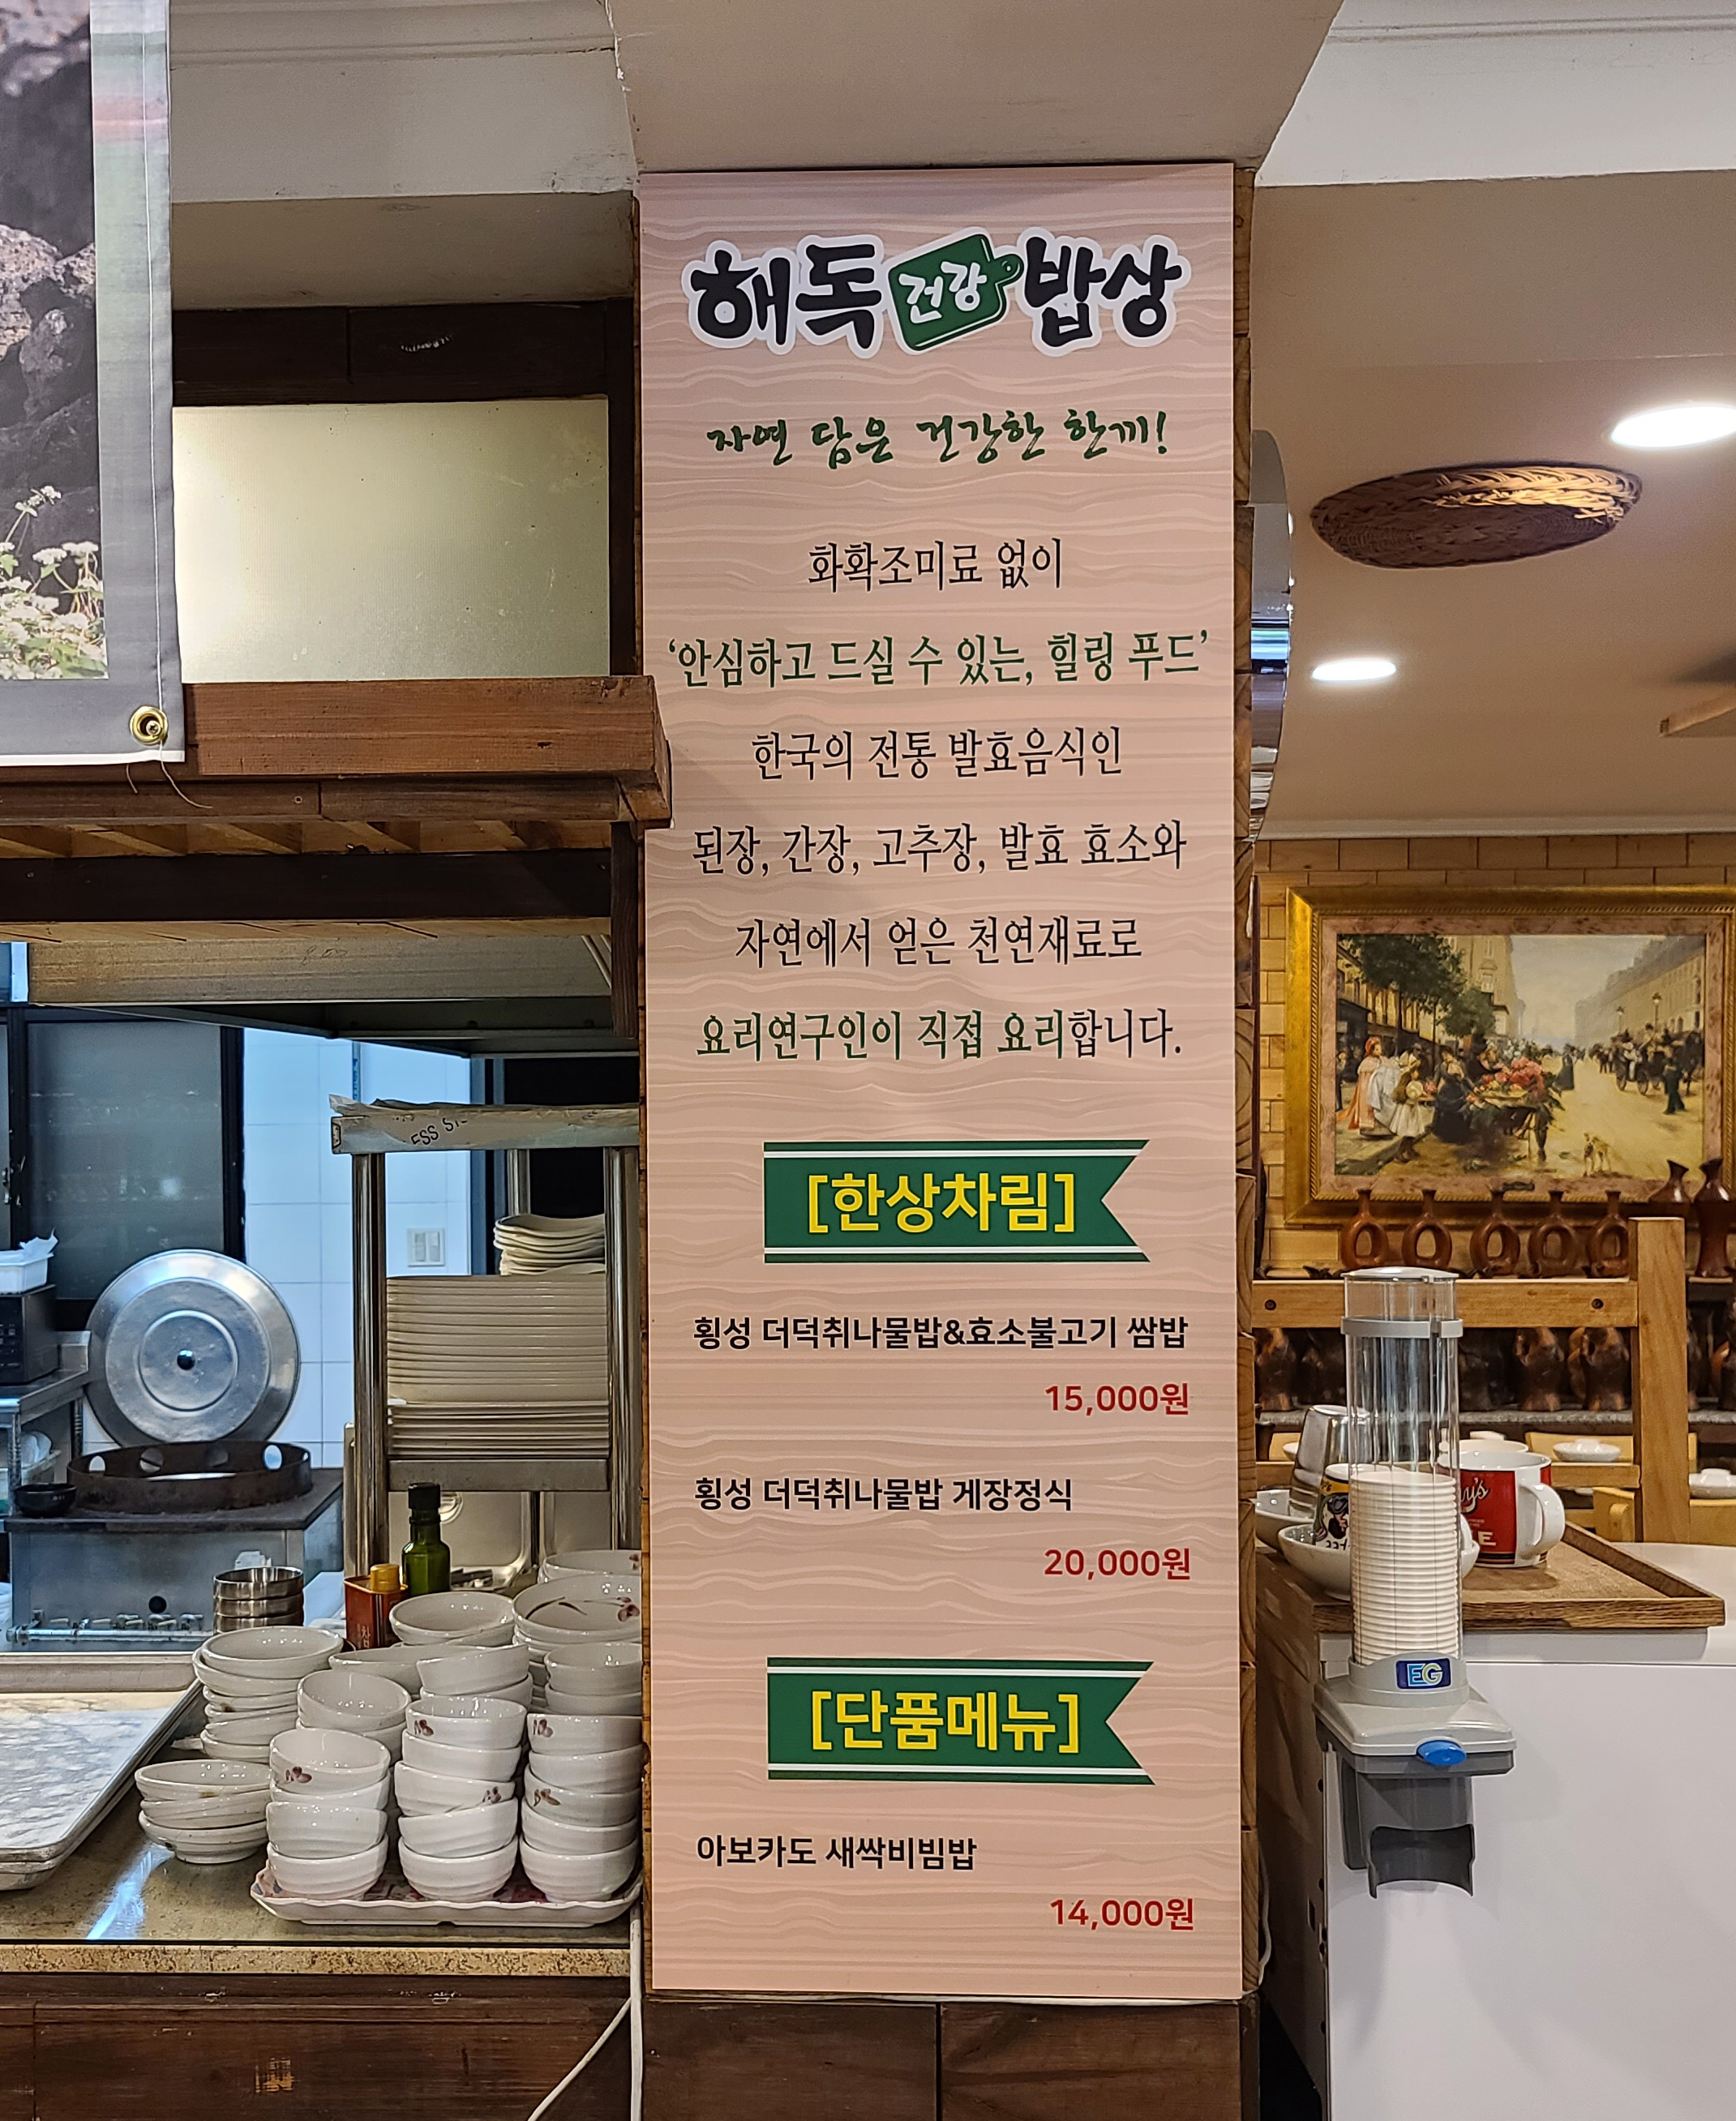 해독 건강 밥상
자연 담은 건강한 한끼!
화확조미료 없이
‘안심하고 드실 수 있는, 힐링 푸드’
한국의 전통 발효음식인
된장, 간장, 고추장, 발효 효소와
자연에서 얻은 천연재료로
요리연구인이 직접 요리합니다.
[한상차림]
횡성 더덕취나물밥&효소불고기 쌈밥
15,000원
횡성 더덕취나물밥 게장정식
20,000원
[단품메뉴]
아보카도 새싹비빔밥
14,000원
EG